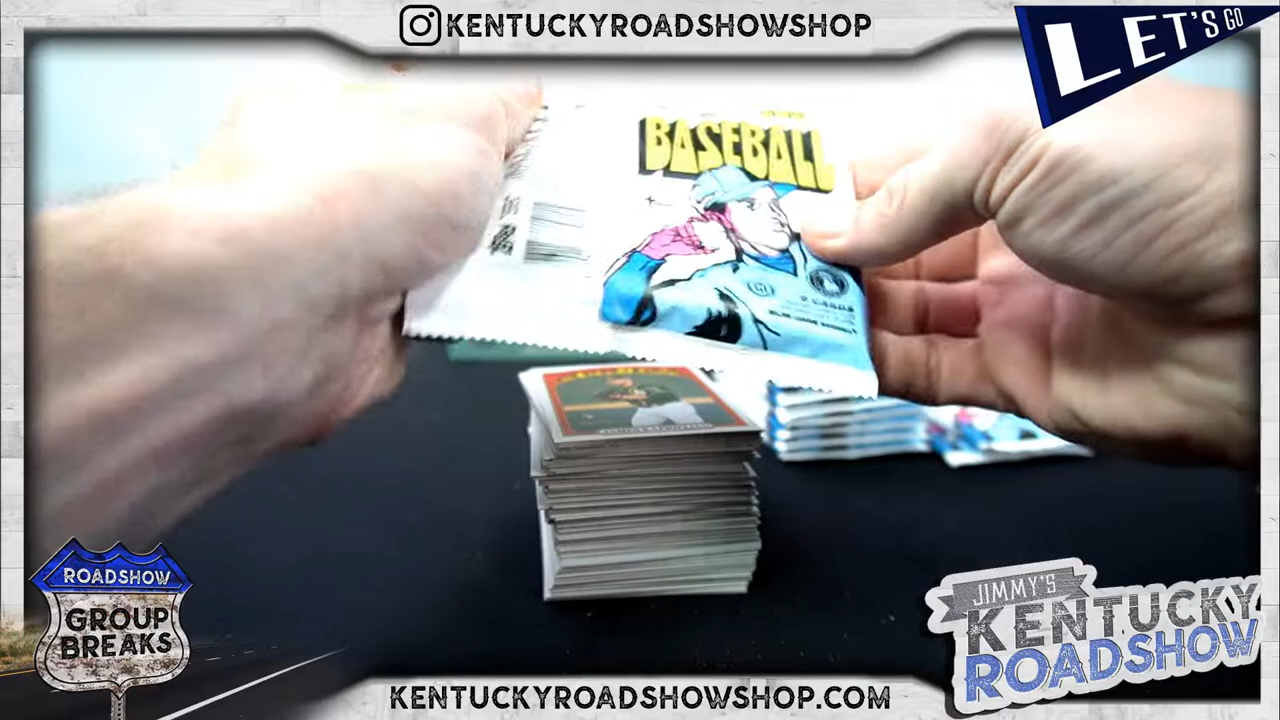 KENTUCKYROADSHOWSHOP
LET'S GO
BASEBALL
ROADSHOW
GROUP
BREAKS
JIMMY'S
KENTUCKY
ROADSHOW
KENTUCKYROADSHOWSHOP.COM